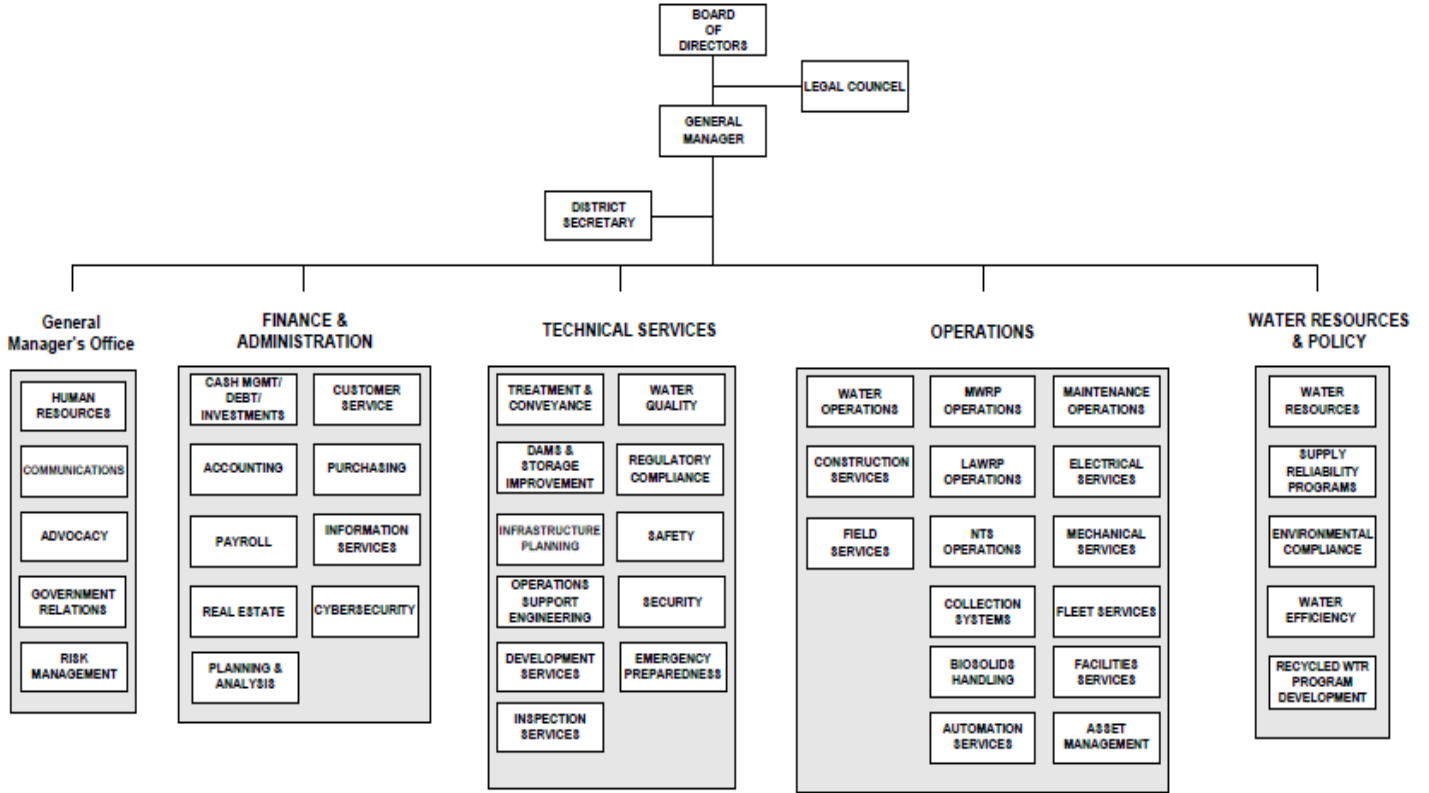 BOARD
OF
DIRECTORS
LEGAL COUNCEL
GENERAL
MANAGER
DISTRICT
SECRETARY
General
Manager's Office
HUMAN
RESOURCES
COMMUNICATIONS
ADVOCACY
GOVERNMENT
RELATIONS
RISK
MANAGEMENT
FINANCE &
ADMINISTRATION
CASH MGMT/
DEBT/
INVESTMENTS
CUSTOMER
SERVICE
ACCOUNTING
PURCHASING
PAYROLL
INFORMATION
SERVICES
REAL ESTATE
CYBERSECURITY
PLANNING &
ANALYSIS
TECHNICAL SERVICES
TREATMENT &
CONVEYANCE
WATER
QUALITY
DAMS &
STORAGE
IMPROVEMENT
REGULATORY
COMPLIANCE
INFRASTRUCTURE
PLANNING
SAFETY
OPERATIONS
SUPPORT
ENGINEERING
SECURITY
DEVELOPMENT
SERVICES
EMERGENCY
PREPAREDNESS
INSPECTION
SERVICES
OPERATIONS
WATER
OPERATIONS
MWRP
OPERATIONS
MAINTENANCE
OPERATIONS
CONSTRUCTION
SERVICES
LAWRP
OPERATIONS
ELECTRICAL
SERVICES
FIELD
SERVICES
NTS
OPERATIONS
MECHANICAL
SERVICES
COLLECTION
SYSTEMS
FLEET SERVICES
BIOSOLIDS
HANDLING
FACILITIES
SERVICES
AUTOMATION
SERVICES
ASSET
MANAGEMENT
WATER RESOURCES
& POLICY
WATER
RESOURCES
SUPPLY
RELIABILITY
PROGRAMS
ENVIRONMENTAL
COMPLIANCE
WATER
EFFICIENCY
RECYCLED WTR
PROGRAM
DEVELOPMENT